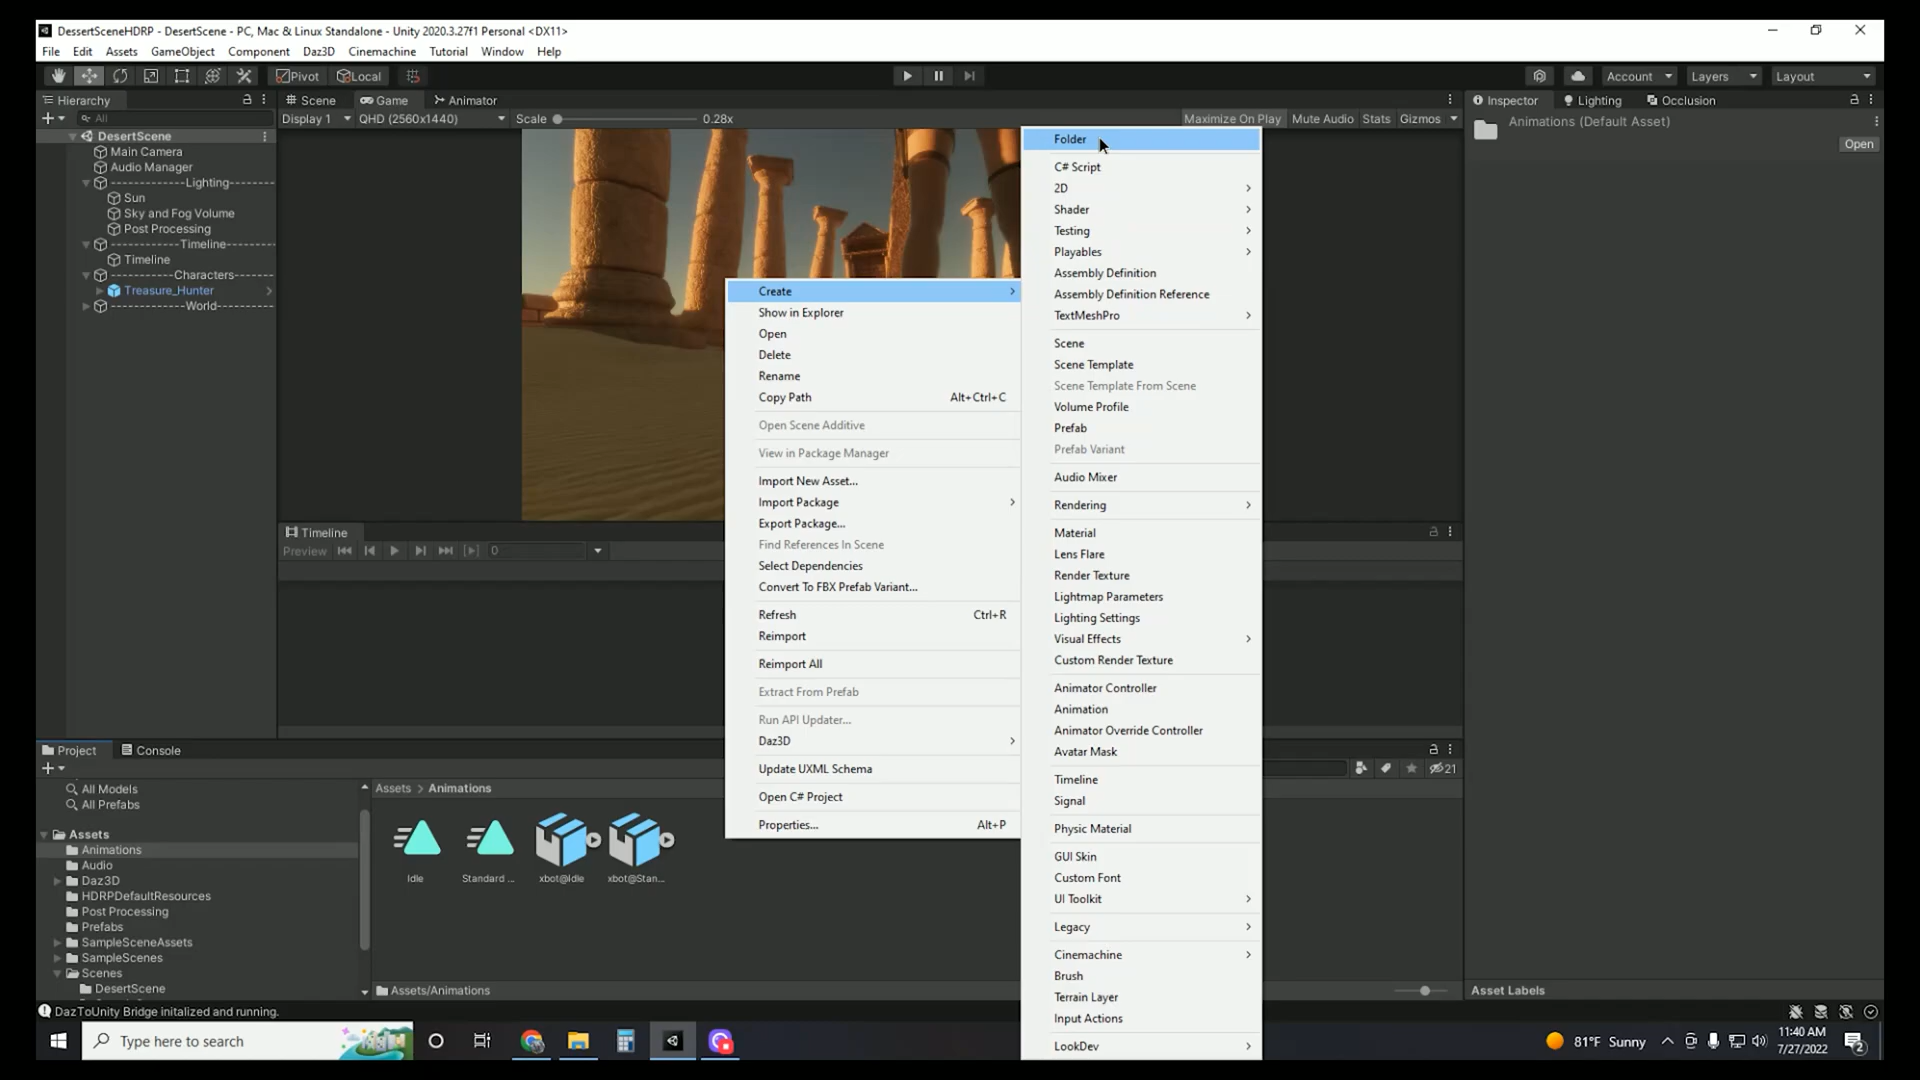 DessertSceneHDRP - DesertScene - PC, Mac & Linux Standalone - Unity 2020.3.27f1 Personal <DX11>
File Edit Assets GameObject Component Daz3D Cinemachine Tutorial Window Help
Pivot Local Account Layers Layout
Hierarchy
All
DesertScene
Main Camera
Audio Manager
-----------Lighting--------
Sun
Sky and Fog Volume
Post Processing
-----------Timeline--------
Timeline
----------Characters-------
Treasure_Hunter
------------World----------
Scene Game Animator
Display 1 QHD (2560x1440) Scale 0.28x Maximize On Play Mute Audio Stats Gizmos
Inspector Lighting Occlusion
Animations (Default Asset)
Open
Create
Show in Explorer
Open
Delete
Rename
Copy Path Alt+Ctrl+C
Open Scene Additive
View in Package Manager
Import New Asset...
Import Package
Export Package...
Find References In Scene
Select Dependencies
Convert To FBX Prefab Variant...
Refresh Ctrl+R
Reimport
Reimport All
Extract From Prefab
Run API Updater...
Daz3D
Update UXML Schema
Open C# Project
Properties... Alt+P
Folder
C# Script
2D
Shader
Testing
Playables
Assembly Definition
Assembly Definition Reference
TextMeshPro
Scene
Scene Template
Scene Template From Scene
Volume Profile
Prefab
Prefab Variant
Audio Mixer
Rendering
Material
Lens Flare
Render Texture
Lightmap Parameters
Lighting Settings
Visual Effects
Custom Render Texture
Animator Controller
Animation
Animator Override Controller
Avatar Mask
Timeline
Signal
Physic Material
GUI Skin
Custom Font
UI Toolkit
Legacy
Cinemachine
Brush
Terrain Layer
Input Actions
LookDev
Timeline
Preview 0
Project Console
21
All Models
All Prefabs
Assets
Animations
Audio
Daz3D
HDRPDefaultResources
Post Processing
Prefabs
SampleSceneAssets
SampleScenes
Scenes
DesertScene
Assets > Animations
Idle Standard ... xbot@Idle xbot@Stan...
Assets/Animations
Asset Labels
DazToUnity Bridge initalized and running.
Type here to search
81°F Sunny
11:40 AM
7/27/2022
2